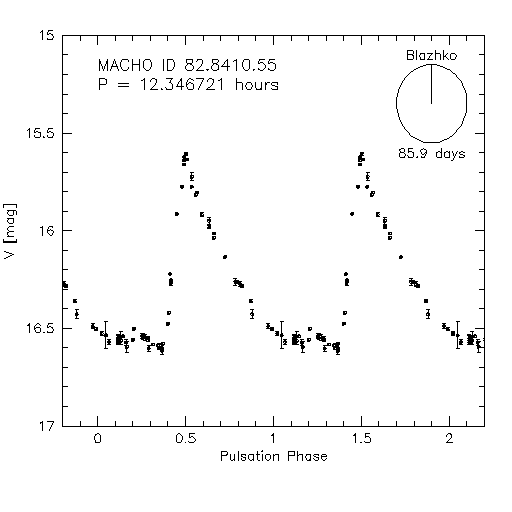 15
Blazhko
MACHO ID 82.8410.55
P = 12.346721 hours
15.5
85.9 days
16
V [mag]
16.5
17
0 0.5 1 1.5 2
Pulsation Phase